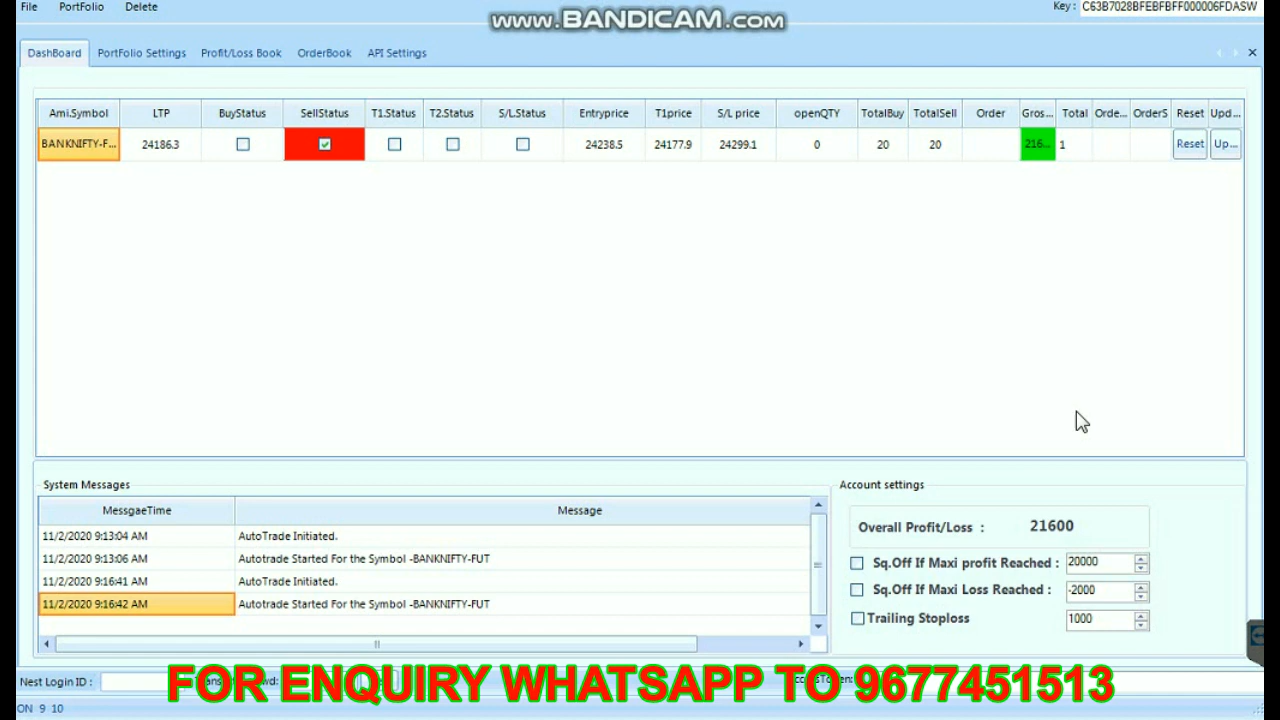 File PortFolio Delete
WWW.BANDICAM.COM
Key : C63B7028BFEBFBFF000006FDASW
DashBoard PortFolio Settings Profit/Loss Book OrderBook API Settings
Ami.Symbol LTP BuyStatus SellStatus T1.Status T2.Status S/L.Status Entryprice T1price S/L price openQTY TotalBuy TotalSell Order Gros... Total Orde... OrderS Reset Upd...
BANKNIFTY-F... 24186.3 24238.5 24177.9 24299.1 0 20 20 216... 1 Reset Up...
System Messages
MessgaeTime Message
11/2/2020 9:13:04 AM AutoTrade Initiated.
11/2/2020 9:13:06 AM Autotrade Started For the Symbol -BANKNIFTY-FUT
11/2/2020 9:16:41 AM AutoTrade Initiated.
11/2/2020 9:16:42 AM Autotrade Started For the Symbol -BANKNIFTY-FUT
Account settings
Overall Profit/Loss : 21600
Sq.Off If Maxi profit Reached : 20000
Sq.Off If Maxi Loss Reached : -2000
Trailing Stoploss 1000
Nest Login ID :
FOR ENQUIRY WHATSAPP TO 9677451513
ON 9 10